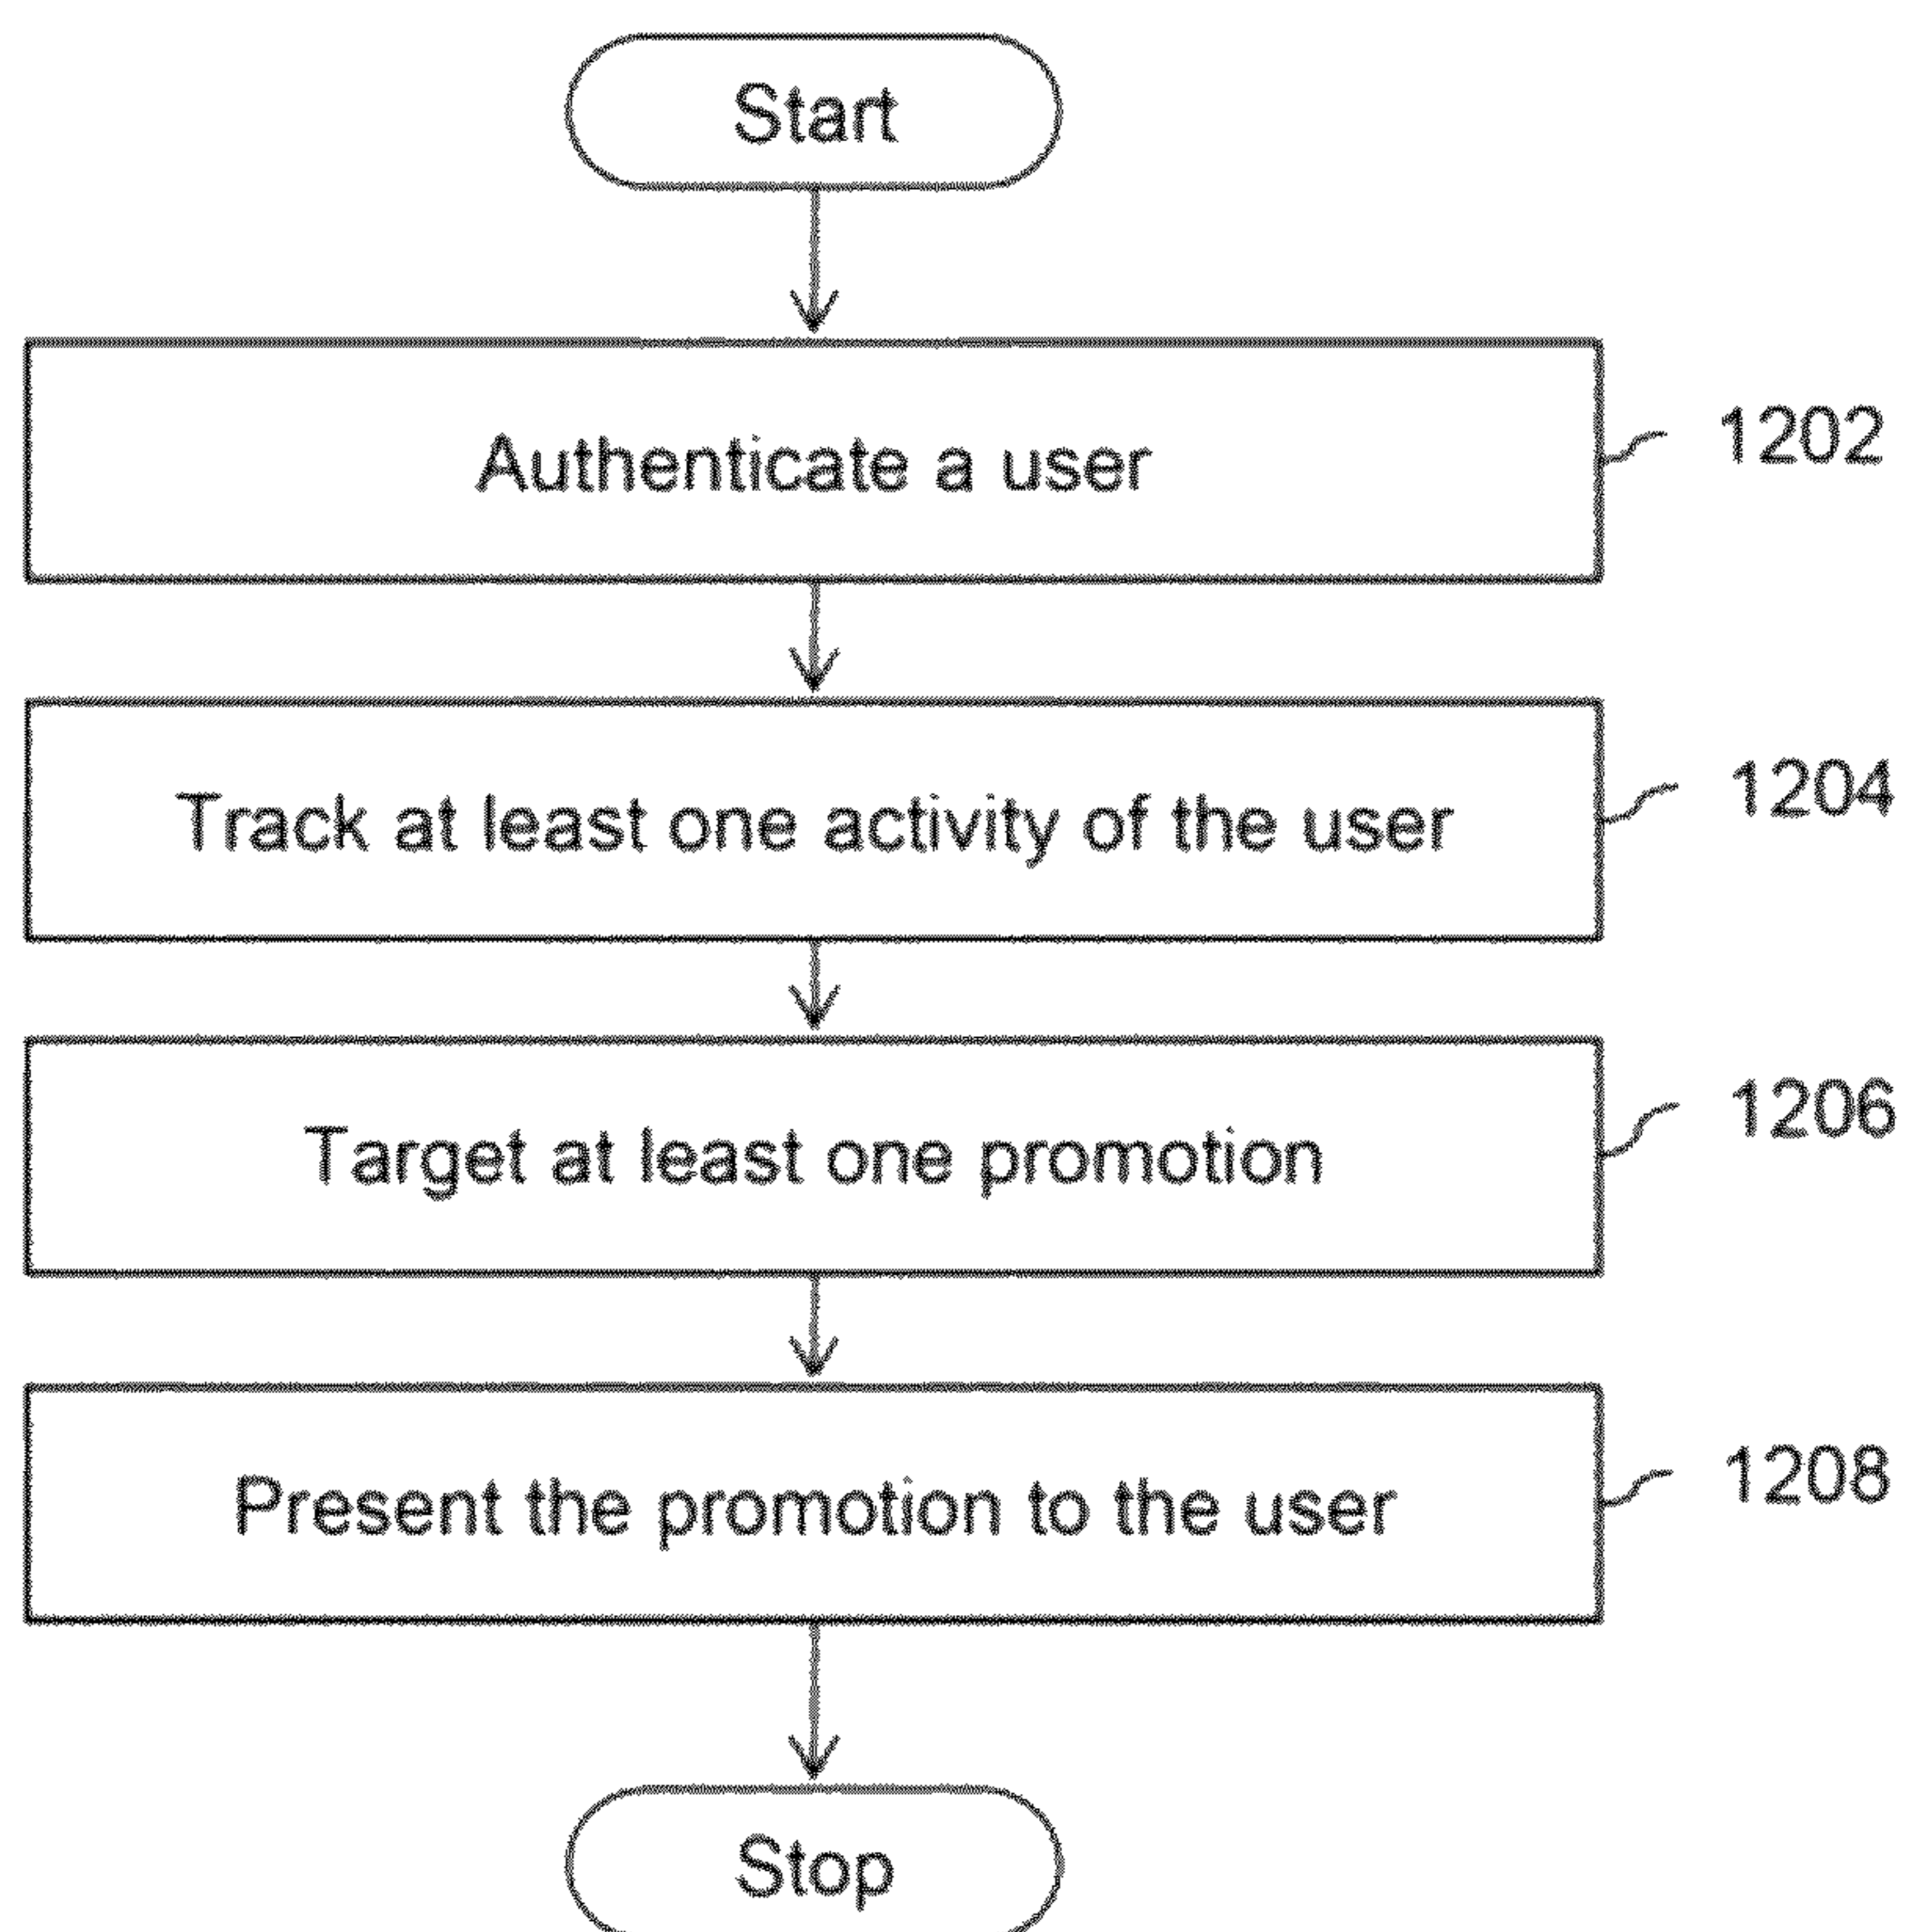 Start
Authenticate a user
1202
Track at least one activity of the user
1204
Target at least one promotion
1206
Present the promotion to the user
1208
Stop